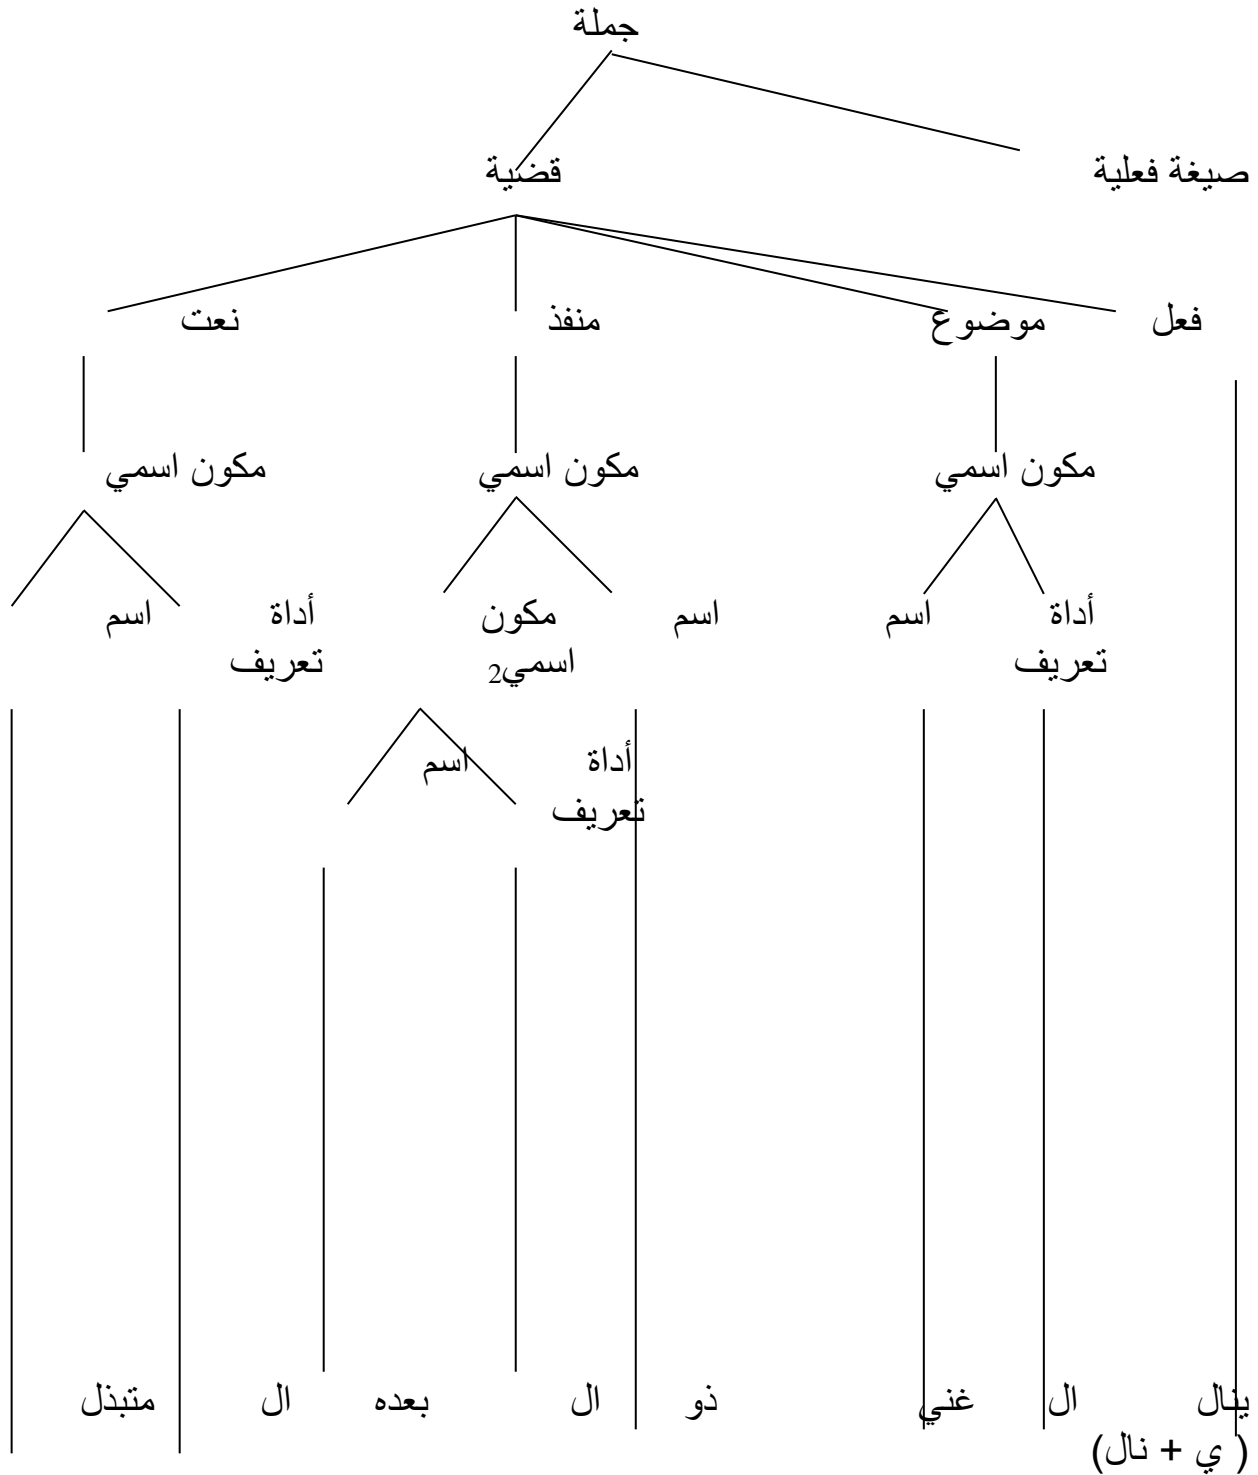 جملة
صيغة فعلية قضية
فعل موضوع منفذ نعت
مكون اسمي مكون اسمي مكون اسمي
أداة اسم اسم مكون أداة اسم
تعريف اسمي2 تعريف
أداة اسم
تعريف
ينال ال غني ذو ال بعده ال متبذل
( ي + نال)